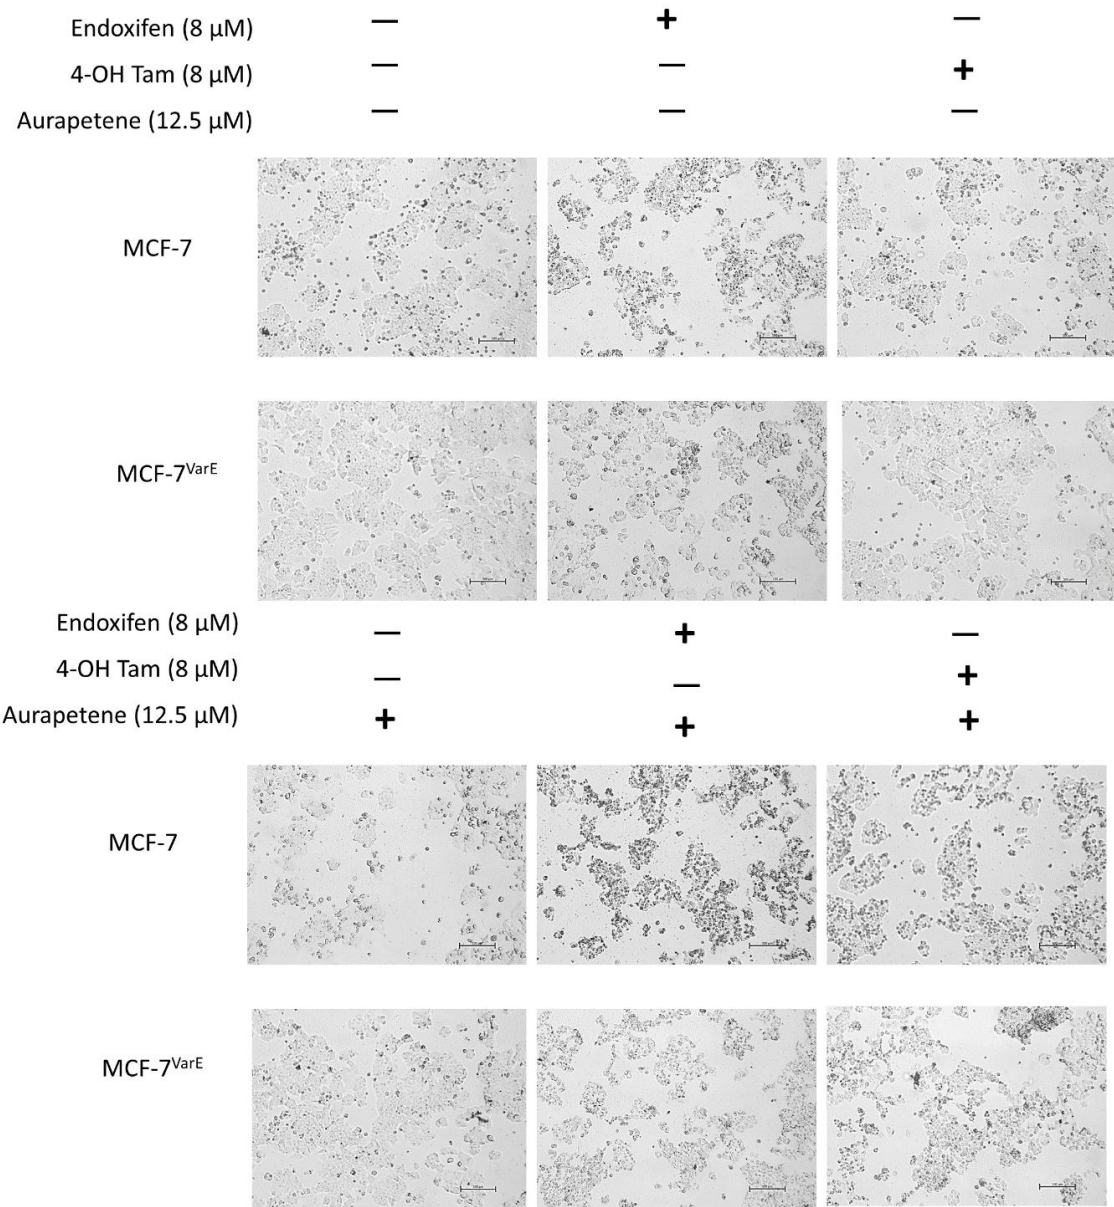 Endoxifen (8 µM) — + —
4-OH Tam (8 µM) — — +
Aurapetene (12.5 µM) — — —
MCF-7
MCF-7VarE
Endoxifen (8 µM) — + —
4-OH Tam (8 µM) — — +
Aurapetene (12.5 µM) + + +
MCF-7
MCF-7VarE